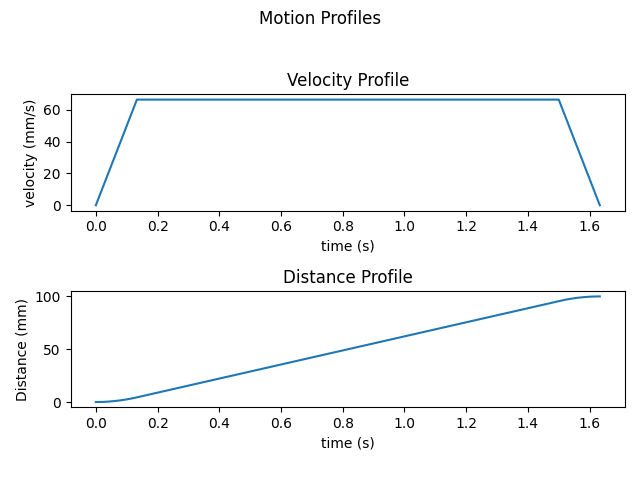 Motion Profiles
Velocity Profile
velocity (mm/s)
60
40
20
0
0.0 0.2 0.4 0.6 0.8 1.0 1.2 1.4 1.6
time (s)
Distance Profile
Distance (mm)
100
50
0
0.0 0.2 0.4 0.6 0.8 1.0 1.2 1.4 1.6
time (s)